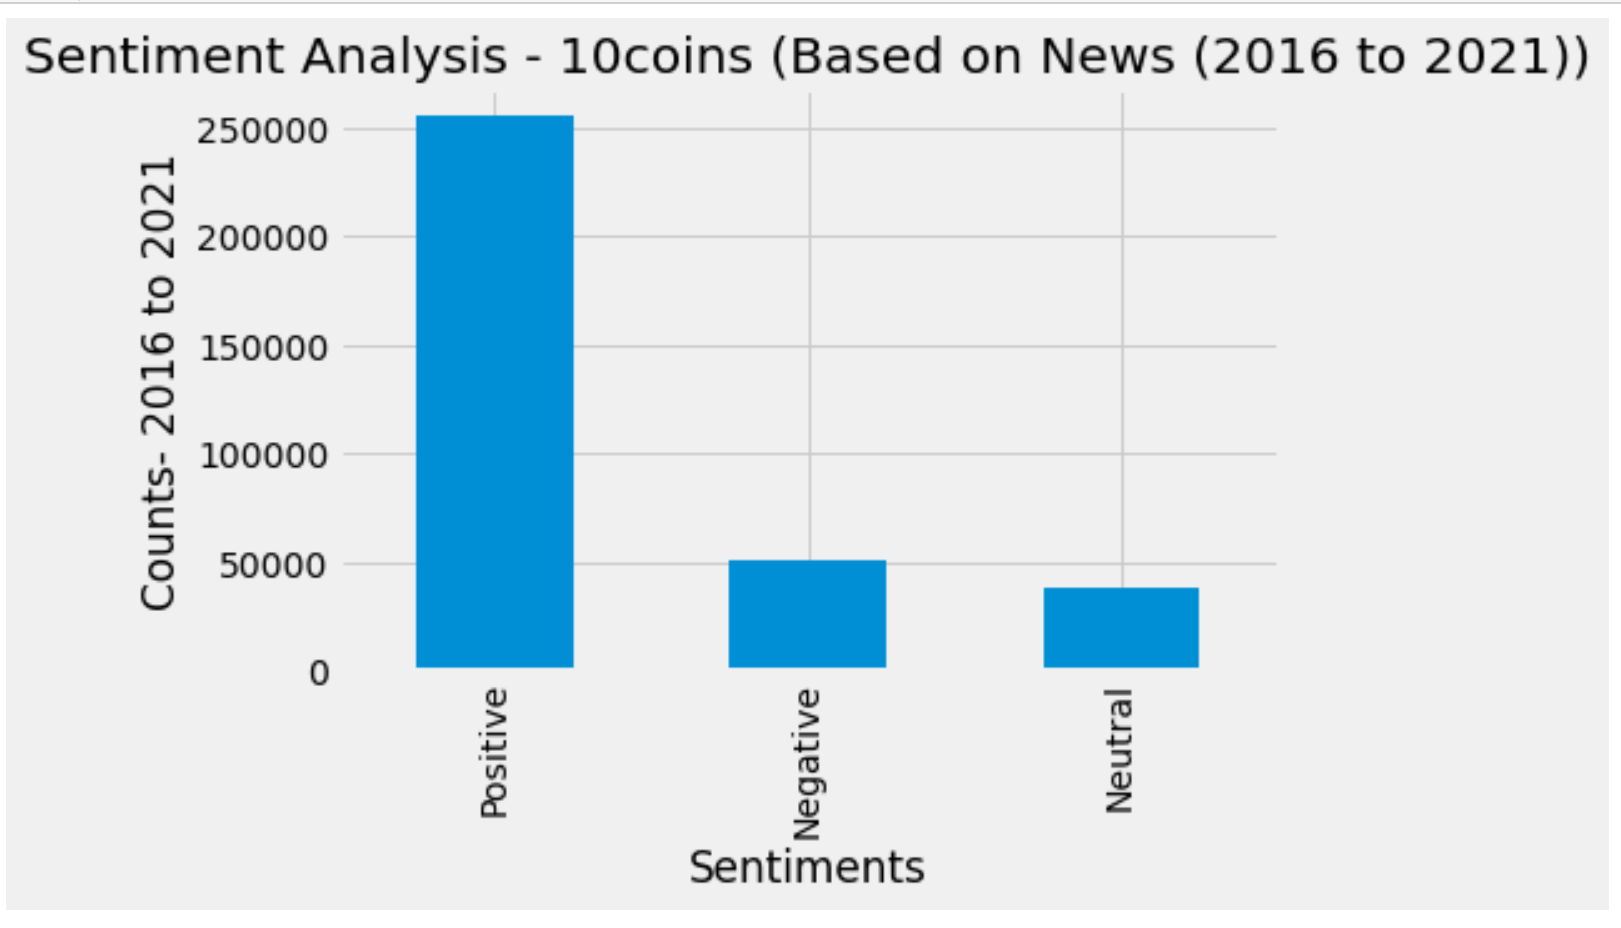 Sentiment Analysis - 10coins (Based on News (2016 to 2021))
Counts- 2016 to 2021
250000
200000
150000
100000
50000
0
Positive
Negative
Neutral
Sentiments